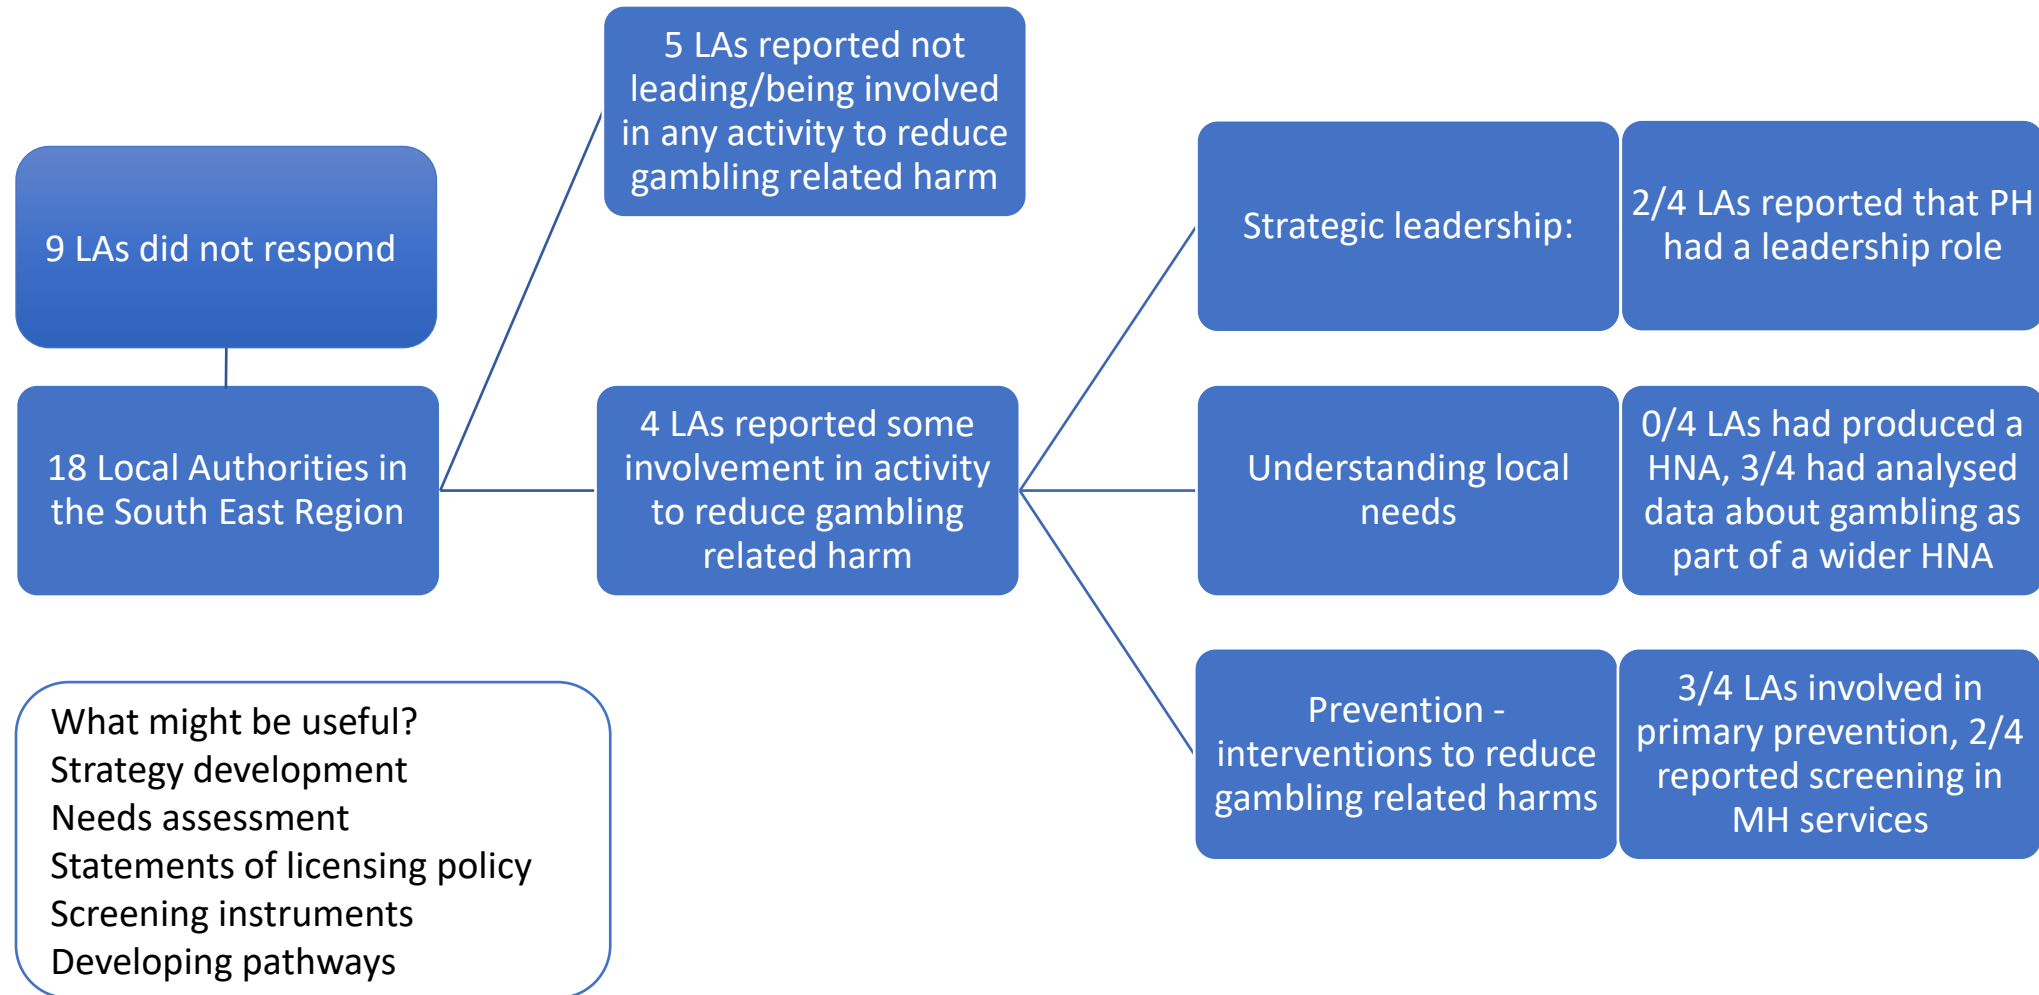 9 LAs did not respond
18 Local Authorities in
the South East Region
5 LAs reported not
leading/being involved
in any activity to reduce
gambling related harm
4 LAs reported some
involvement in activity
to reduce gambling
related harm
Strategic leadership:
2/4 LAs reported that PH
had a leadership role
Understanding local
needs
0/4 LAs had produced a
HNA, 3/4 had analysed
data about gambling as
part of a wider HNA
Prevention -
interventions to reduce
gambling related harms
3/4 LAs involved in
primary prevention, 2/4
reported screening in
MH services
What might be useful?
Strategy development
Needs assessment
Statements of licensing policy
Screening instruments
Developing pathways